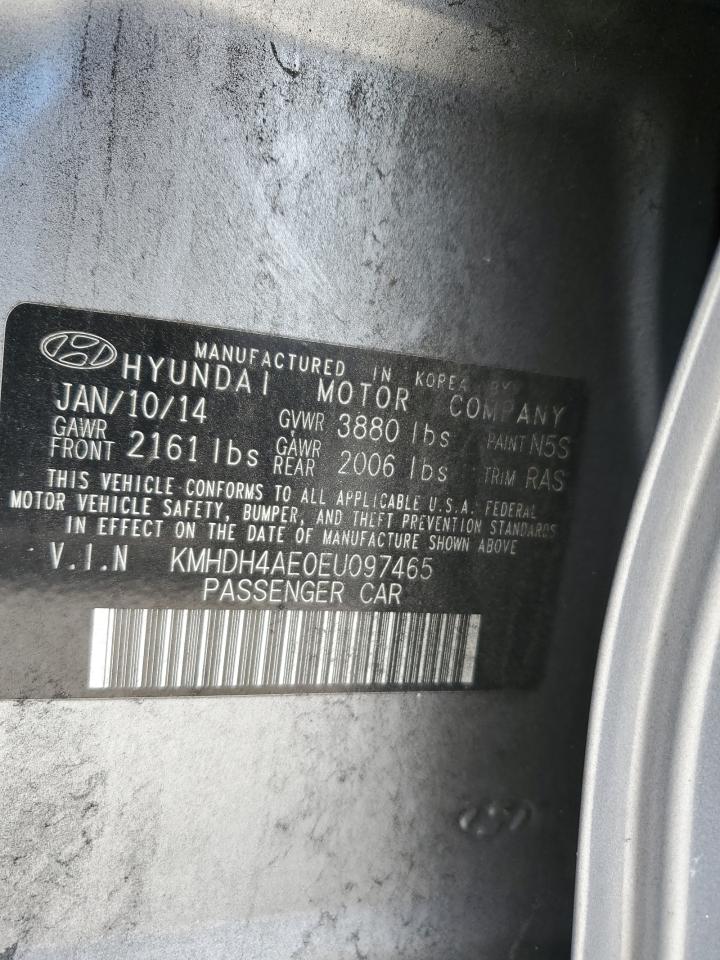 MANUFACTURED IN KOREA BY
HYUNDAI MOTOR COMPANY
JAN/10/14 GVWR 3880 lbs PAINT N5S
GAWR FRONT 2161 lbs GAWR REAR 2006 lbs TRIM RAS
THIS VEHICLE CONFORMS TO ALL APPLICABLE U.S.A. FEDERAL
MOTOR VEHICLE SAFETY, BUMPER, AND THEFT PREVENTION STANDARDS
IN EFFECT ON THE DATE OF MANUFACTURE SHOWN ABOVE
V.I.N KMHDH4AE0EU097465
PASSENGER CAR